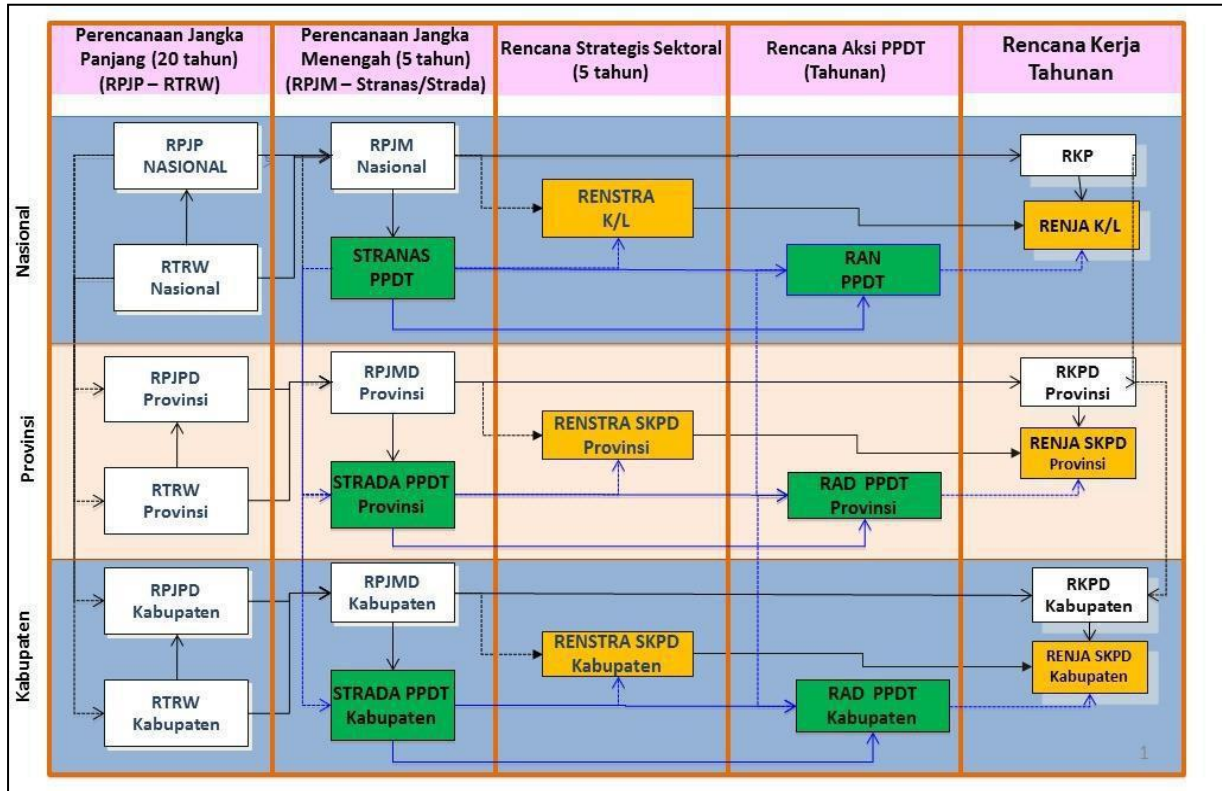 Perencanaan Jangka
Panjang (20 tahun)
(RPJP – RTRW)
Perencanaan Jangka
Menengah (5 tahun)
(RPJM – Stranas/Strada)
Rencana Strategis Sektoral
(5 tahun)
Rencana Aksi PPDT
(Tahunan)
Rencana Kerja
Tahunan
Nasional
RPJP
NASIONAL
RPJM
Nasional
RKP
RENSTRA
K/L
RENJA K/L
RTRW
Nasional
STRANAS
PPDT
RAN
PPDT
Provinsi
RPJPD
Provinsi
RPJMD
Provinsi
RKPD
Provinsi
RENSTRA SKPD
Provinsi
RENJA SKPD
Provinsi
RTRW
Provinsi
STRADA PPDT
Provinsi
RAD PPDT
Provinsi
Kabupaten
RPJPD
Kabupaten
RPJMD
Kabupaten
RKPD
Kabupaten
RENSTRA SKPD
Kabupaten
RENJA SKPD
Kabupaten
RTRW
Kabupaten
STRADA PPDT
Kabupaten
RAD PPDT
Kabupaten
1